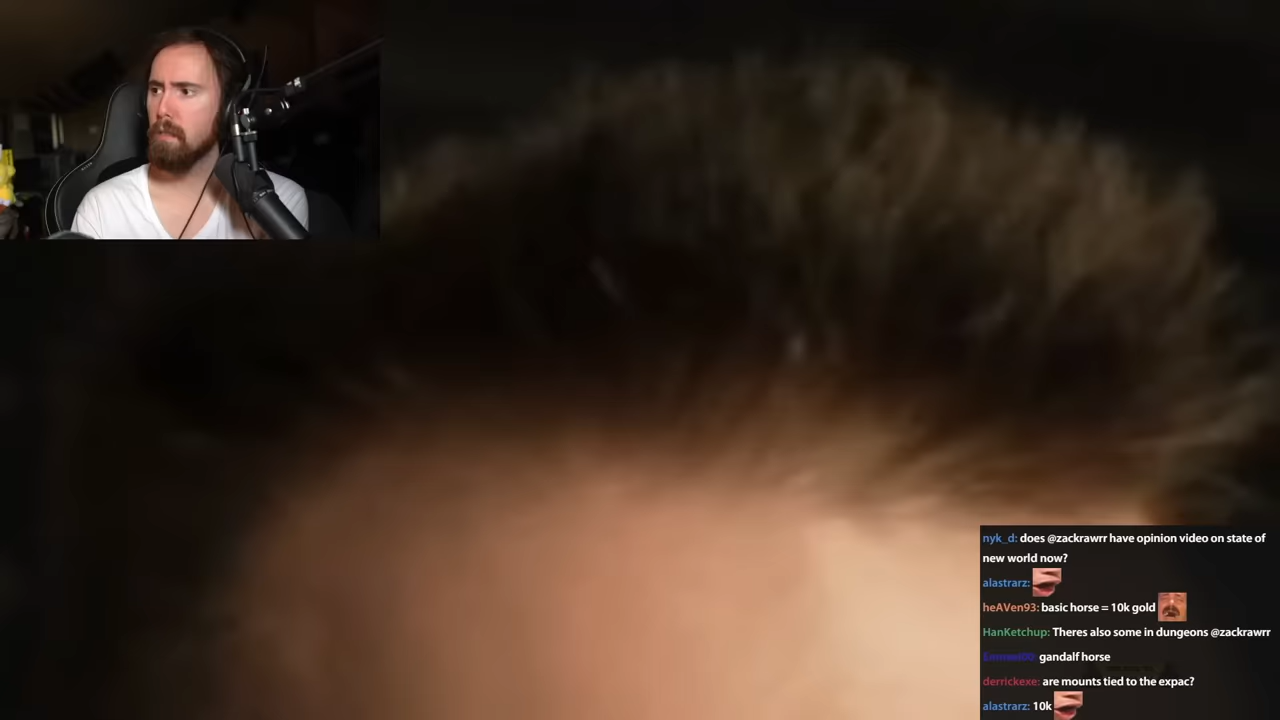 nyk_d: does @zackrawrr have opinion video on state of
new world now?
alastrarz:
heAVen93: basic horse = 10k gold
HanKetchup: Theres also some in dungeons @zackrawrr
gandalf horse
derrickexe: are mounts tied to the expac?
alastrarz: 10k